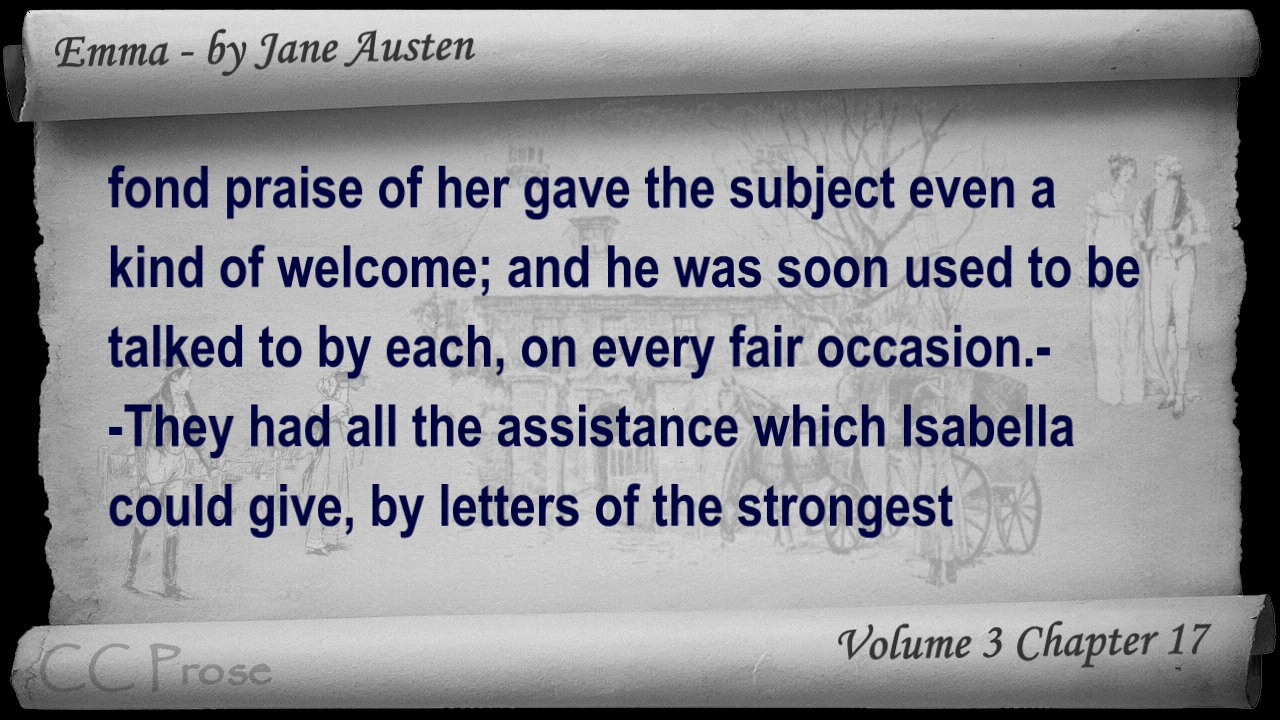 Emma - by Jane Austen
fond praise of her gave the subject even a
kind of welcome; and he was soon used to be
talked to by each, on every fair occasion.-
-They had all the assistance which Isabella
could give, by letters of the strongest
Volume 3 Chapter 17
CC Prose